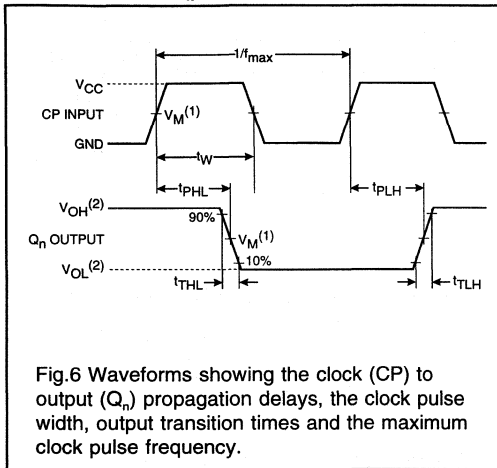 1/fmax
VCC
CP INPUT
VM(1)
GND
tW
tPHL
tPLH
VOH(2)
90%
Qn OUTPUT
VM(1)
VOL(2)
10%
tTHL
tTLH
Fig.6 Waveforms showing the clock (CP) to
output (Qn) propagation delays, the clock pulse
width, output transition times and the maximum
clock pulse frequency.